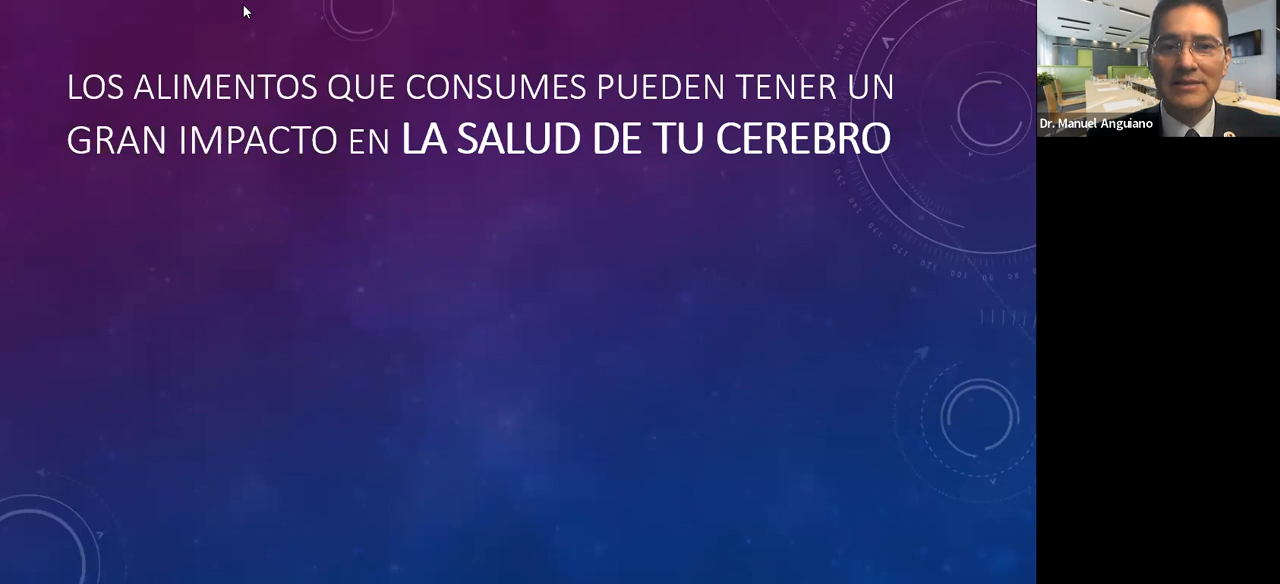 LOS ALIMENTOS QUE CONSUMES PUEDEN TENER UN
GRAN IMPACTO EN LA SALUD DE TU CEREBRO
Dr. Manuel Anguiano